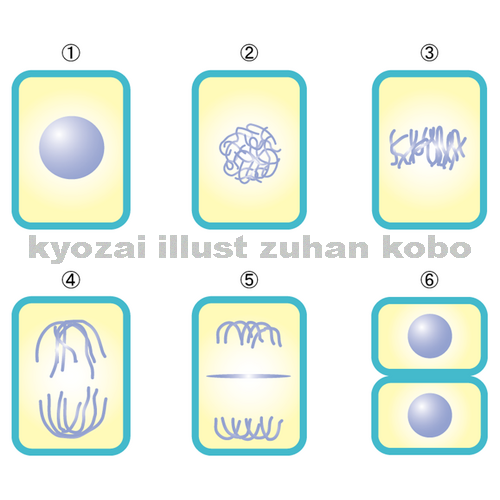 ① ② ③
kyozai illust zuhan kobo
④ ⑤ ⑥